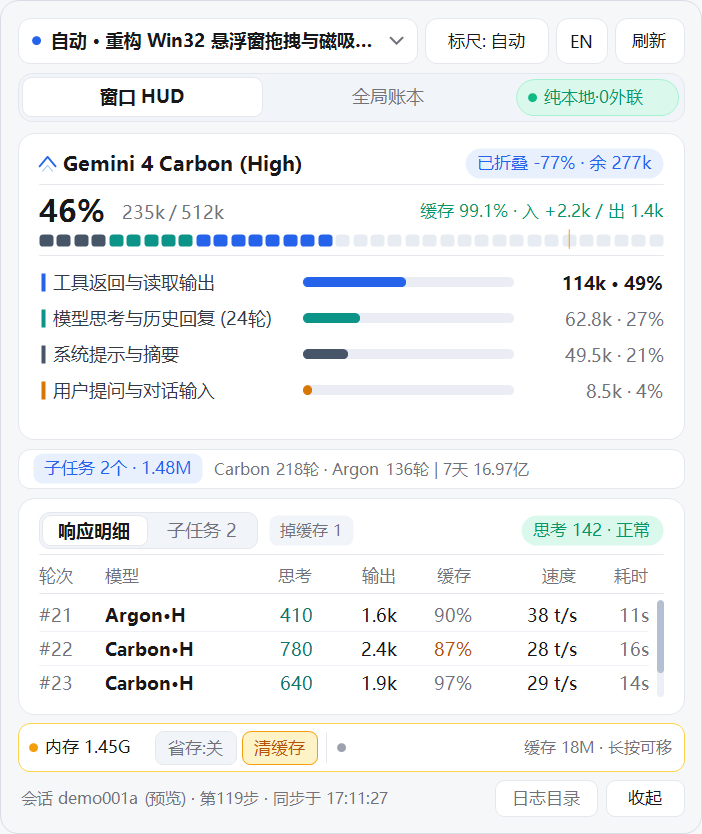 自动 • 重构 Win32 悬浮窗拖拽与磁吸... 标尺: 自动 EN 刷新
窗口 HUD 全局账本 纯本地·0外联
Gemini 4 Carbon (High) 已折叠 -77% · 余 277k
46% 235k / 512k 缓存 99.1% · 入 +2.2k / 出 1.4k
工具返回与读取输出 114k • 49%
模型思考与历史回复 (24轮) 62.8k · 27%
系统提示与摘要 49.5k · 21%
用户提问与对话输入 8.5k · 4%
子任务 2个 · 1.48M Carbon 218轮 · Argon 136轮 | 7天 16.97亿
响应明细 子任务 2 掉缓存 1 思考 142 · 正常
轮次 模型 思考 输出 缓存 速度 耗时
#21 Argon•H 410 1.6k 90% 38 t/s 11s
#22 Carbon•H 780 2.4k 87% 28 t/s 16s
#23 Carbon•H 640 1.9k 97% 29 t/s 14s
内存 1.45G 省存:关 清缓存 缓存 18M · 长按可移
会话 demo001a (预览) · 第119步 · 同步于 17:11:27 日志目录 收起